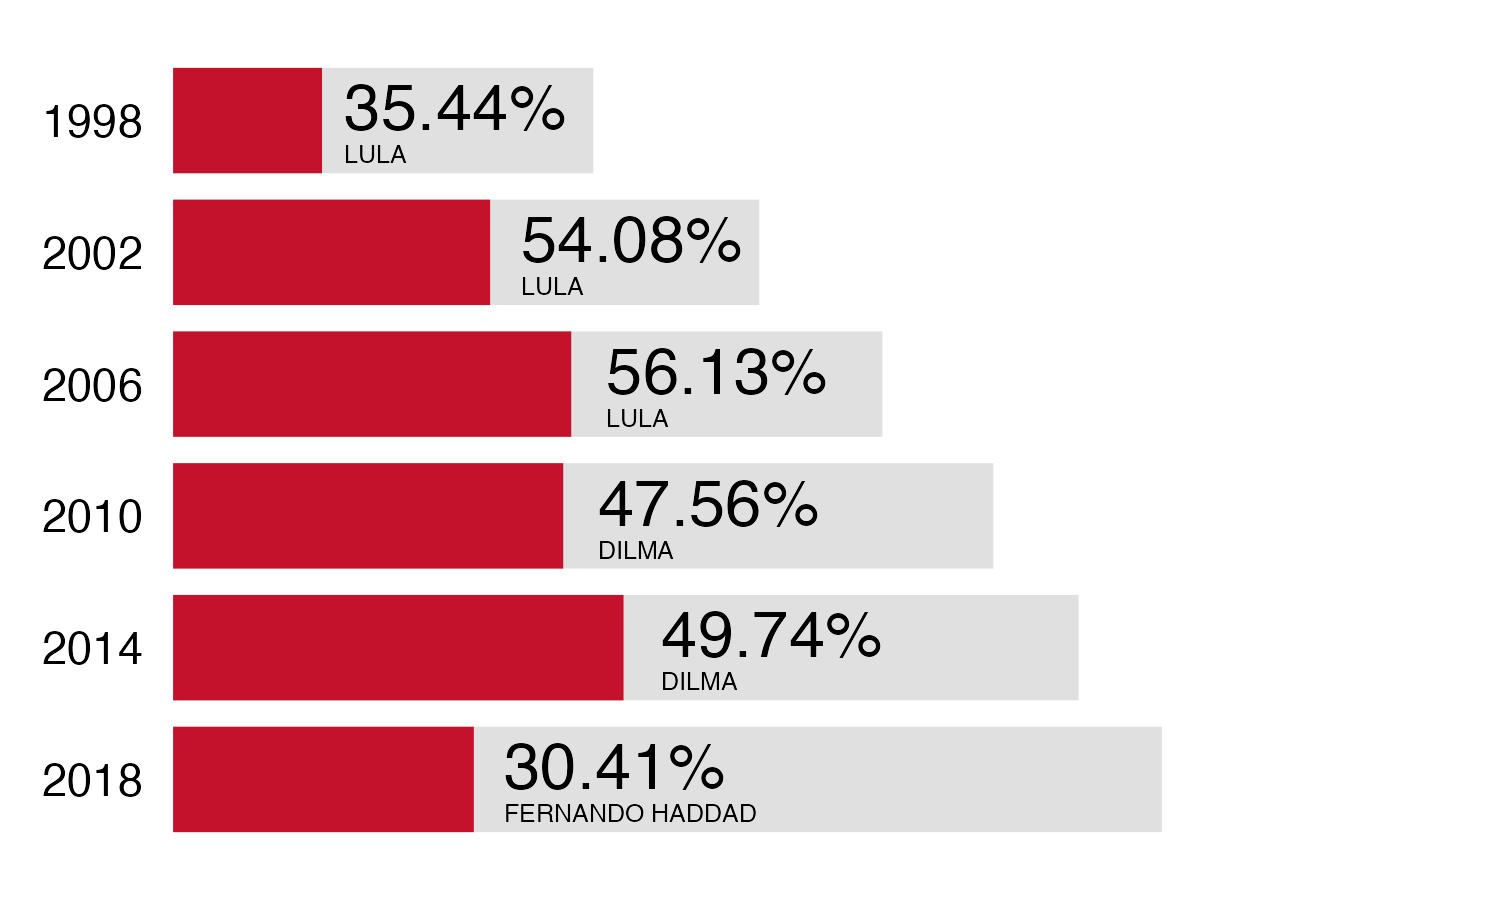 1998
35.44%
LULA
2002
54.08%
LULA
2006
56.13%
LULA
2010
47.56%
DILMA
2014
49.74%
DILMA
2018
30.41%
FERNANDO HADDAD